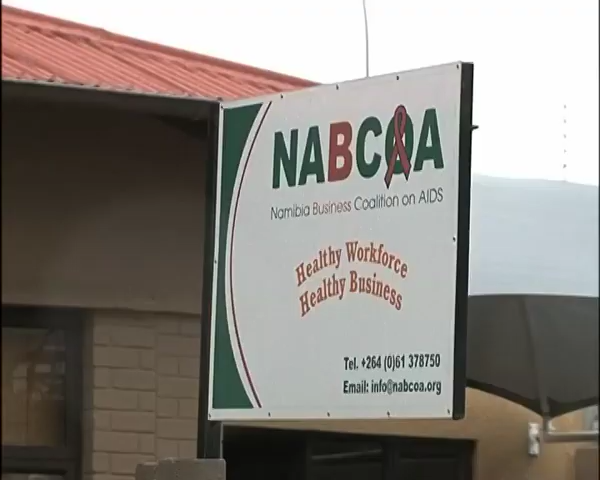 NABCOA
Namibia Business Coalition on AIDS
Healthy Workforce
Healthy Business
Tel. +264 (0)61 378750
Email: info@nabcoa.org